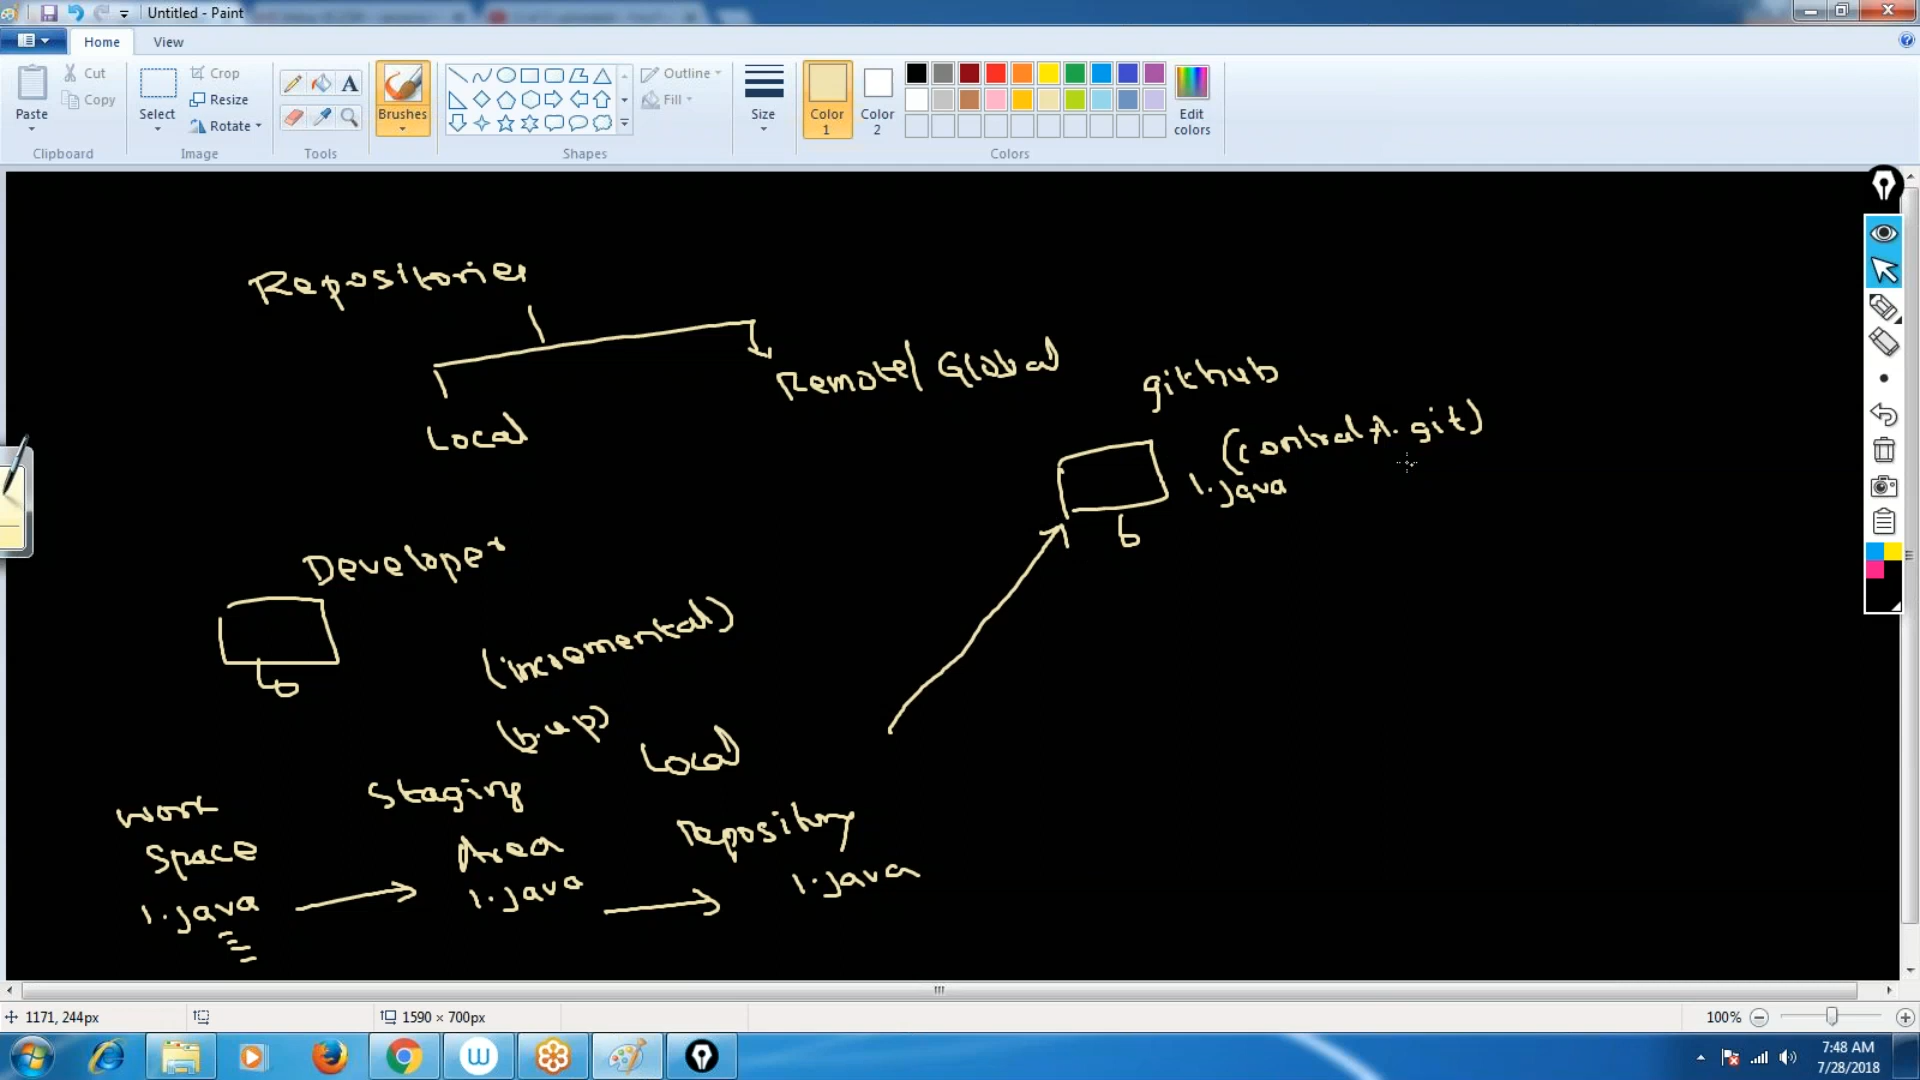 Untitled - Paint
Home
View
Paste
Cut
Copy
Clipboard
Select
Crop
Resize
Rotate
Image
Tools
A
Brushes
Shapes
Outline
Fill
Size
Color 1
Color 2
Edit colors
Colors
Repositories
Local
Remote/ Global
github
(central A. git)
1.java
Developer
(incremental)
(b.up)
Local
Work
Space
1.java
Staging
Area
1.java
repository
1.java
1171, 244px
1590 × 700px
100%
W
7:48 AM
7/28/2018